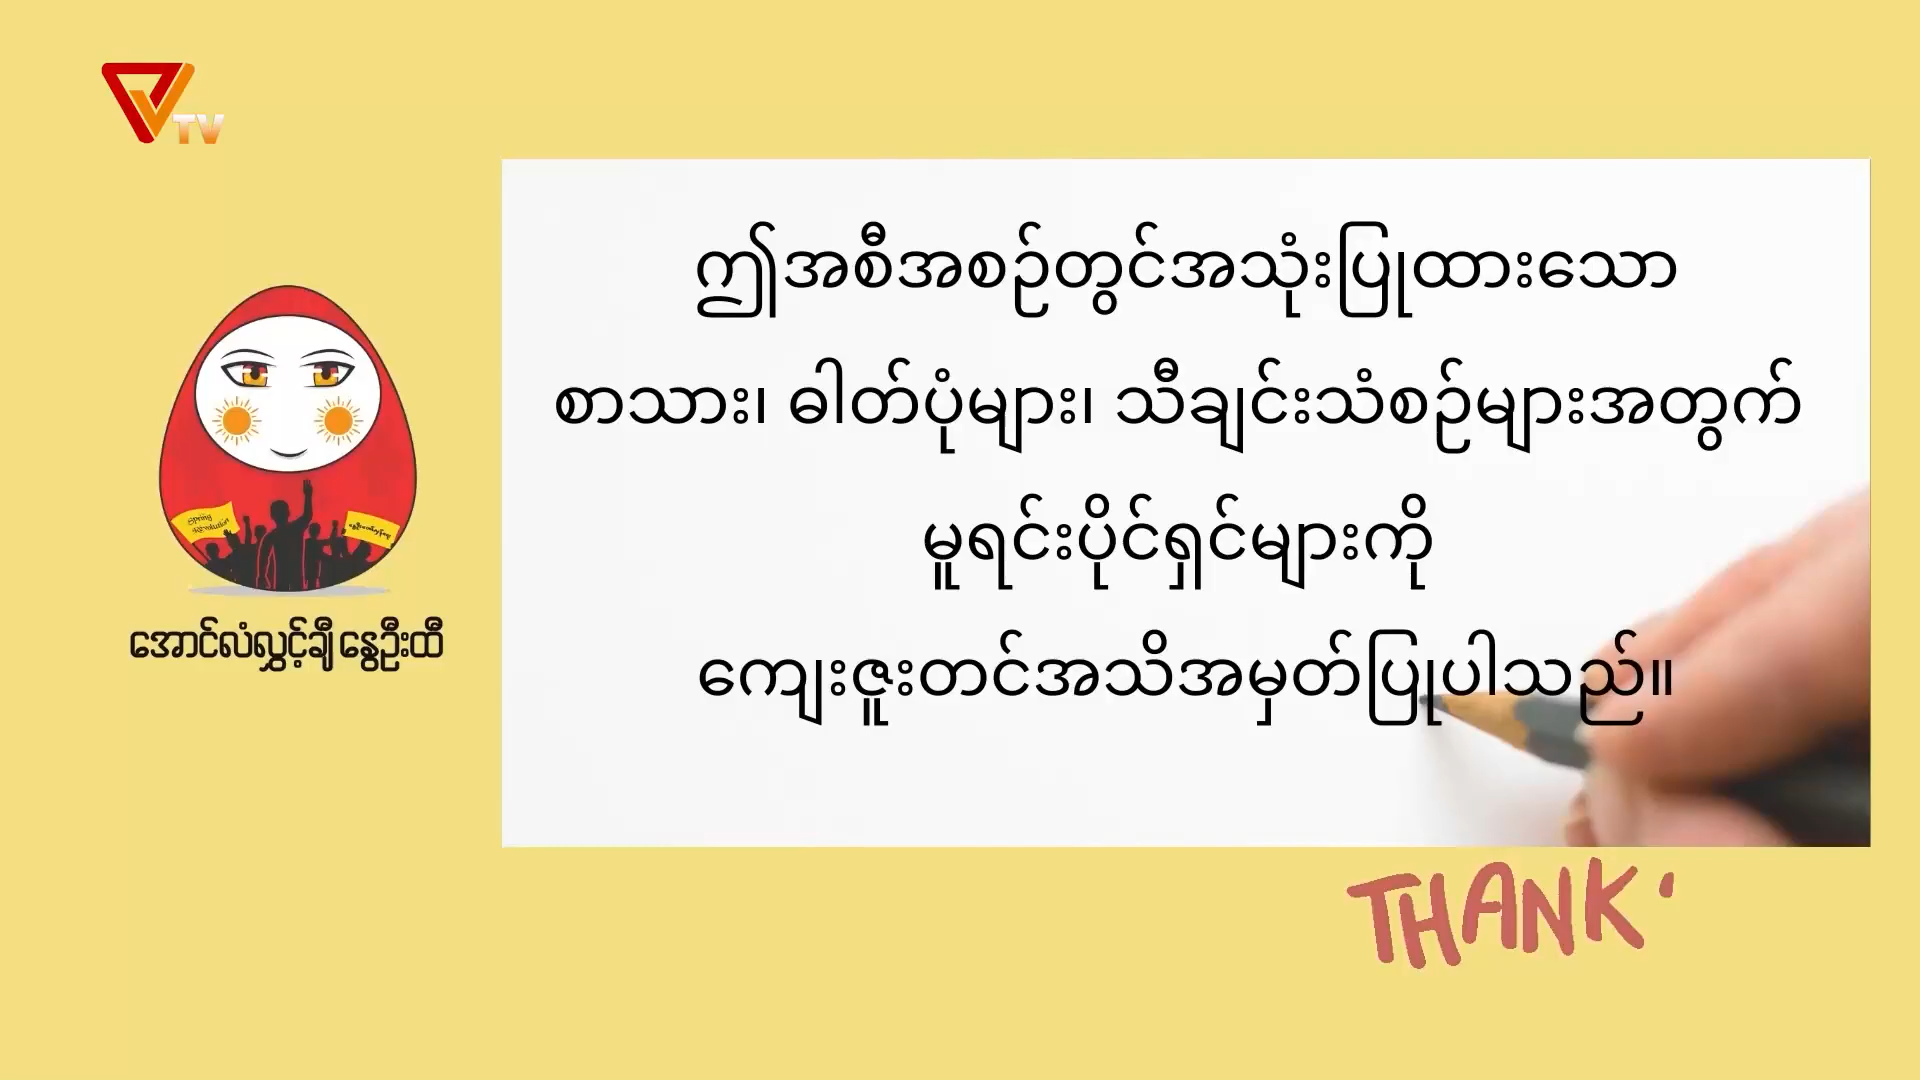 TV
ဤအစီအစဉ်တွင်အသုံးပြုထားသော
စာသား၊ ဓါတ်ပုံများ၊ သီချင်းသံစဉ်များအတွက်
မူရင်းပိုင်ရှင်များကို
ကျေးဇူးတင်အသိအမှတ်ပြုပါသည်။
Spring
Revolution
အောင်လံလွှင့်ချီ နွေဦးထီ
THANK